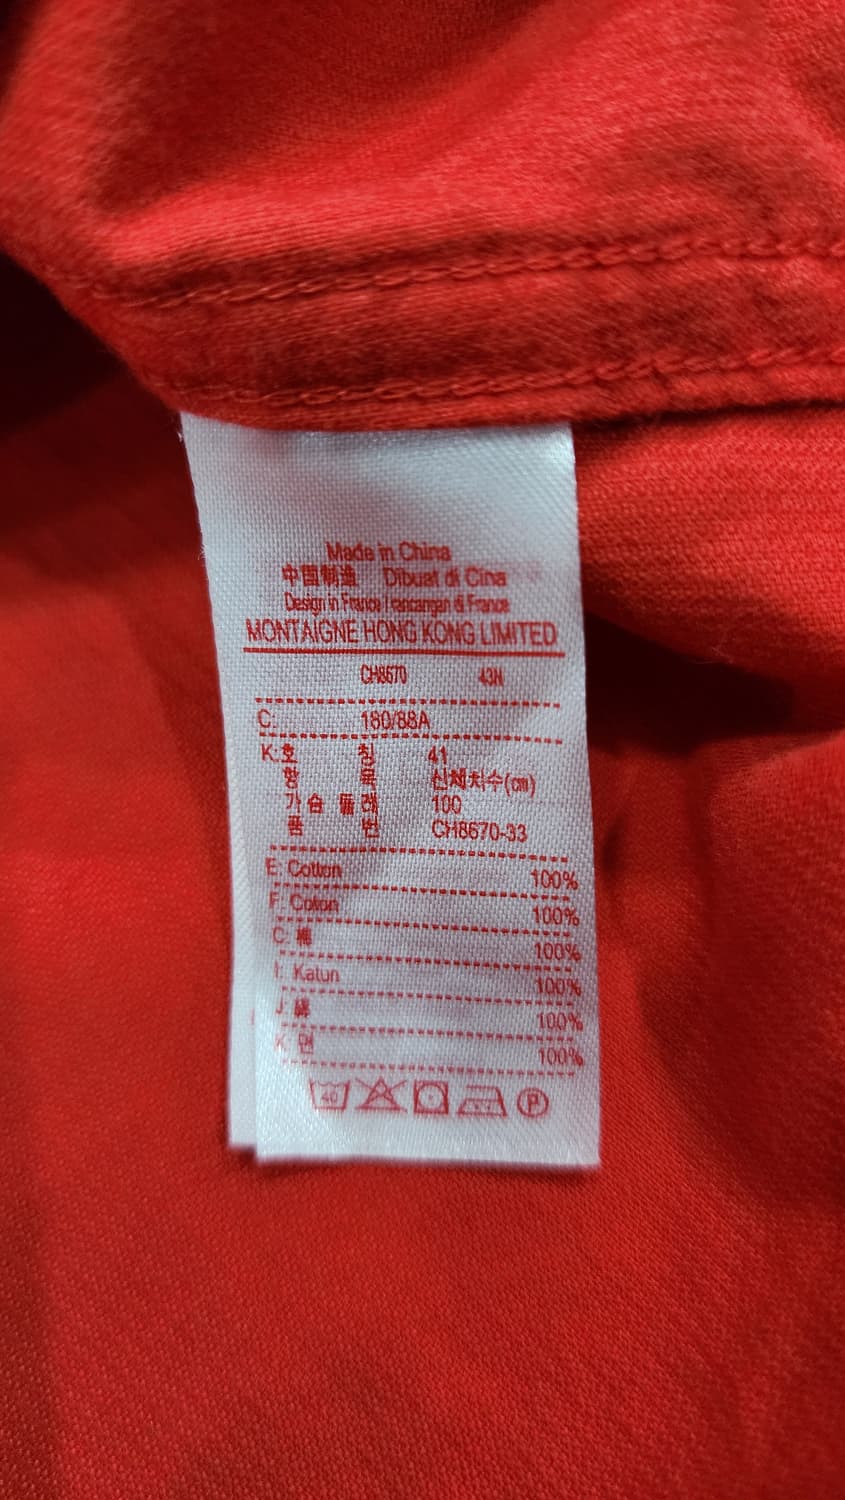 Made in China
中国制造 Dibuat di Cina
Design in France / rancangan di France
MONTAIGNE HONG KONG LIMITED
CH8670 43N
C: 180/88A
K:호 칭 41
항 목 신체치수(㎝)
가 슴 둘 레 100
품 번 CH8670-33
E: Cotton 100%
F: Coton 100%
C: 棉 100%
I: Katun 100%
J: 綿 100%
K: 면 100%
40 P